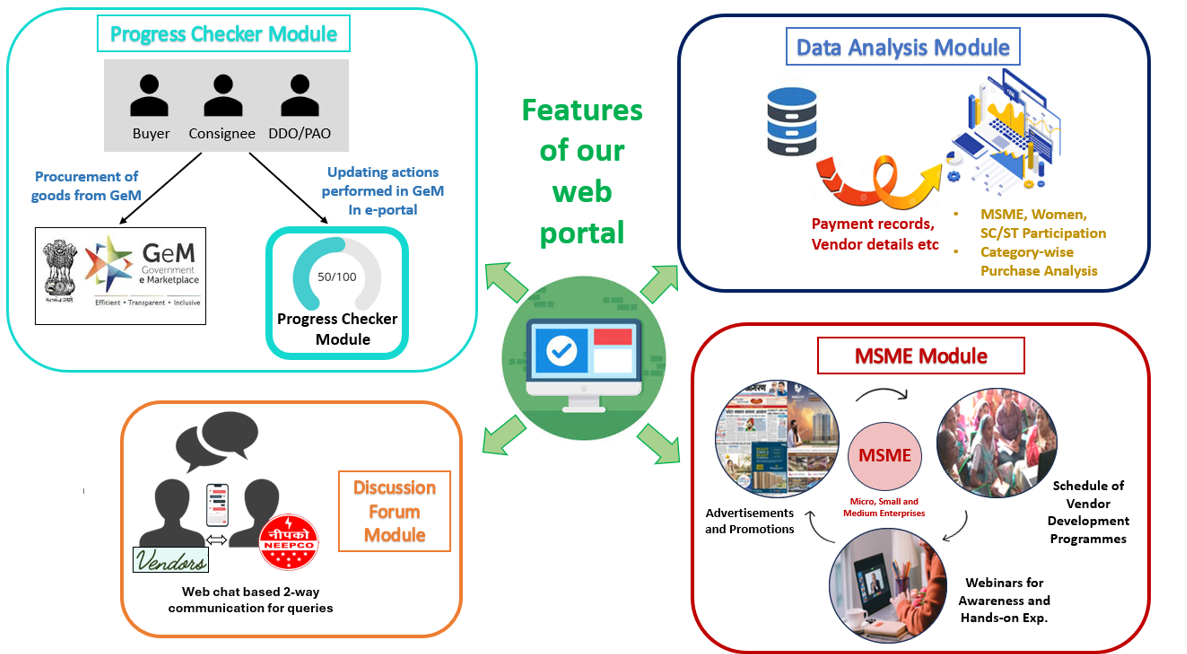 Progress Checker Module
Buyer
Consignee
DDO/PAO
Procurement of
goods from GeM
Updating actions
performed in GeM
In e-portal
GeM
Government
e Marketplace
Efficient • Transparent • Inclusive
50/100
Progress Checker
Module
Features
of our
web
portal
Data Analysis Module
Payment records,
Vendor details etc
• MSME, Women,
SC/ST Participation
• Category-wise
Purchase Analysis
Discussion
Forum
Module
Vendors
नीपको
NEEPCO
Web chat based 2-way
communication for queries
MSME Module
MSME
Micro, Small and
Medium Enterprises
Advertisements
and Promotions
Schedule of
Vendor
Development
Programmes
Webinars for
Awareness and
Hands-on Exp.